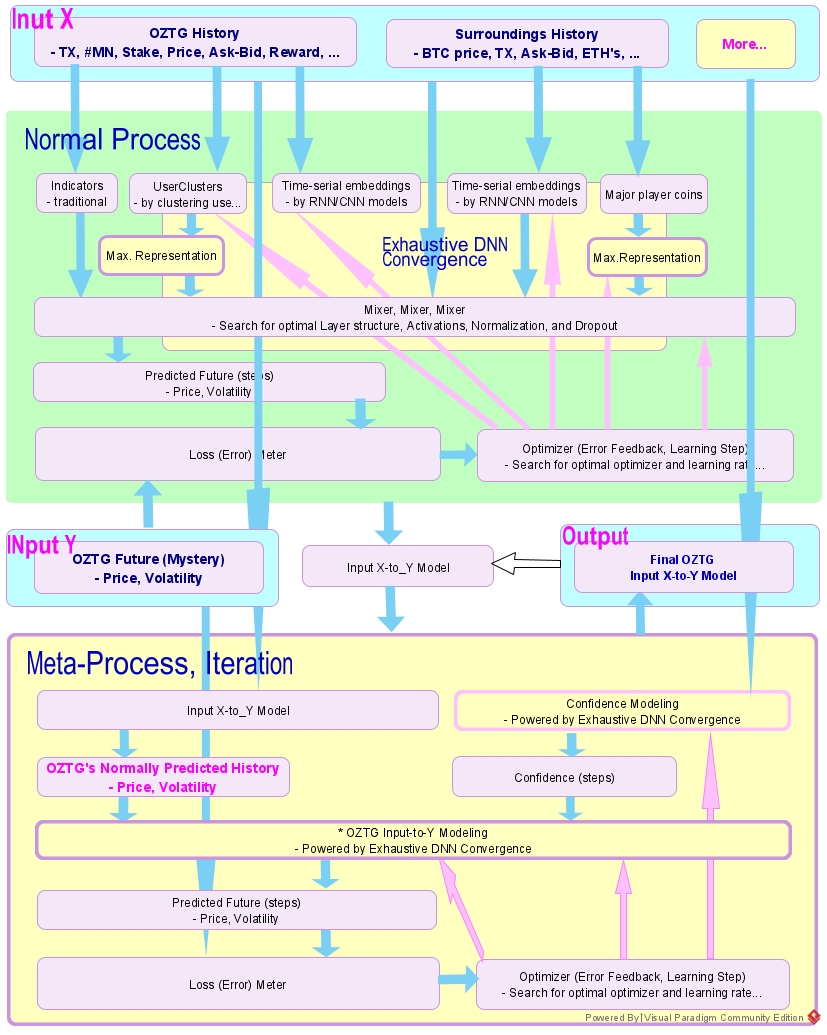 Inut X
OZTG History
- TX, #MN, Stake, Price, Ask-Bid, Reward, ...
Surroundings History
- BTC price, TX, Ask-Bid, ETH's, ...
More...
Normal Process
Indicators
- traditional
UserClusters
- by clustering use...
Time-serial embeddings
- by RNN/CNN models
Time-serial embeddings
- by RNN/CNN models
Major player coins
Max. Representation
Exhaustive DNN
Convergence
Max.Representation
Mixer, Mixer, Mixer
- Search for optimal Layer structure, Activations, Normalization, and Dropout
Predicted Future (steps)
- Price, Volatility
Loss (Error) Meter
Optimizer (Error Feedback, Learning Step)
- Search for optimal optimizer and learning rate...
INput Y
OZTG Future (Mystery)
- Price, Volatility
Input X-to_Y Model
Output
Final OZTG
Input X-to-Y Model
Meta-Process, Iteration
Input X-to_Y Model
Confidence Modeling
- Powered by Exhaustive DNN Convergence
OZTG's Normally Predicted History
- Price, Volatility
Confidence (steps)
* OZTG Input-to-Y Modeling
- Powered by Exhaustive DNN Convergence
Predicted Future (steps)
- Price, Volatility
Loss (Error) Meter
Optimizer (Error Feedback, Learning Step)
- Search for optimal optimizer and learning rate...
Powered By Visual Paradigm Community Edition